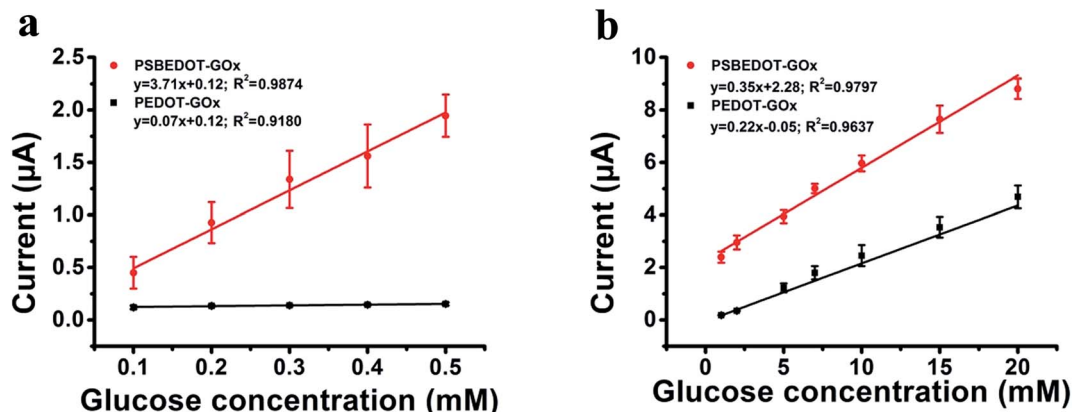 a
2.5
2.0
1.5
1.0
0.5
0.0
Current (µA)
PSBEDOT-GOx
y=3.71x+0.12; R²=0.9874
PEDOT-GOx
y=0.07x+0.12; R²=0.9180
0.1 0.2 0.3 0.4 0.5
Glucose concentration (mM)
b
10
8
6
4
2
0
Current (µA)
PSBEDOT-GOx
y=0.35x+2.28; R²=0.9797
PEDOT-GOx
y=0.22x-0.05; R²=0.9637
0 5 10 15 20
Glucose concentration (mM)